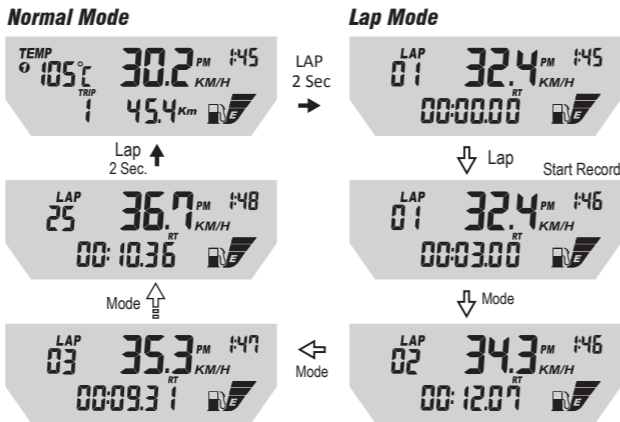 Normal Mode
TEMP
1 105°C 30.2 KM/H PM 1:45
TRIP
1 45.4 Km E
LAP
2 Sec
Lap Mode
LAP
01 32.4 KM/H PM 1:45
RT
00:00.00 E
Lap
Start Record
LAP
01 32.4 KM/H PM 1:46
RT
00:03.00 E
Mode
LAP
02 34.3 KM/H PM 1:46
RT
00:12.07 E
Mode
LAP
03 35.3 KM/H PM 1:47
RT
00:09.31 E
Mode
LAP
25 36.7 KM/H PM 1:48
RT
00:10.36 E
Lap
2 Sec.